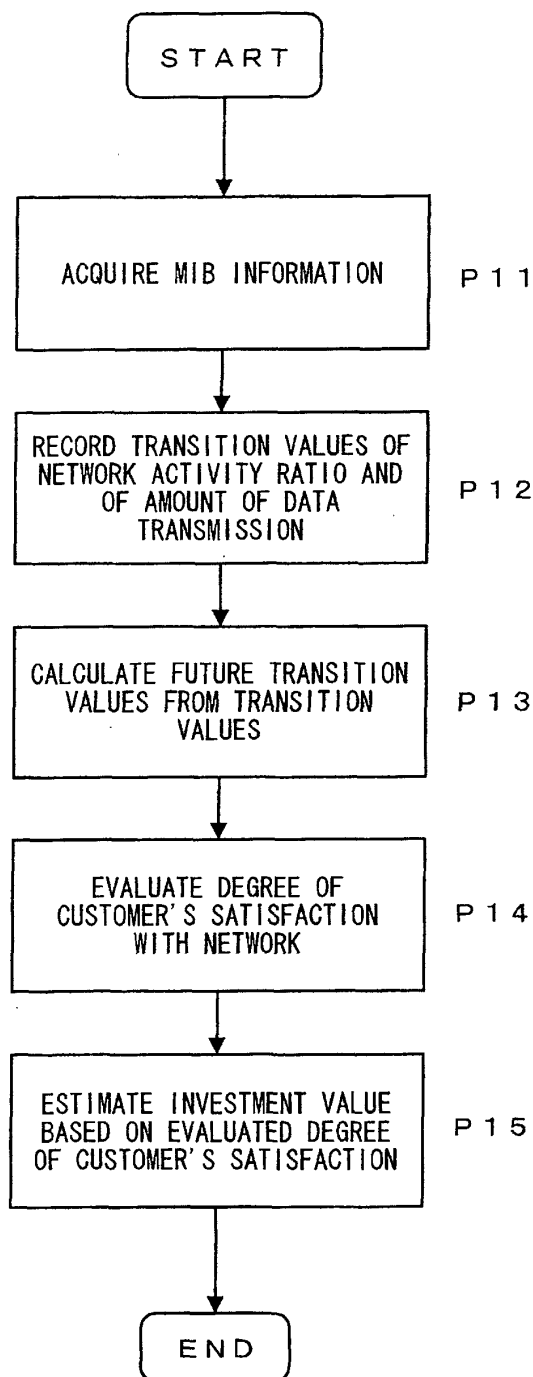 START
ACQUIRE MIB INFORMATION
P11
RECORD TRANSITION VALUES OF
NETWORK ACTIVITY RATIO AND
OF AMOUNT OF DATA
TRANSMISSION
P12
CALCULATE FUTURE TRANSITION
VALUES FROM TRANSITION
VALUES
P13
EVALUATE DEGREE OF
CUSTOMER'S SATISFACTION
WITH NETWORK
P14
ESTIMATE INVESTMENT VALUE
BASED ON EVALUATED DEGREE
OF CUSTOMER'S SATISFACTION
P15
END